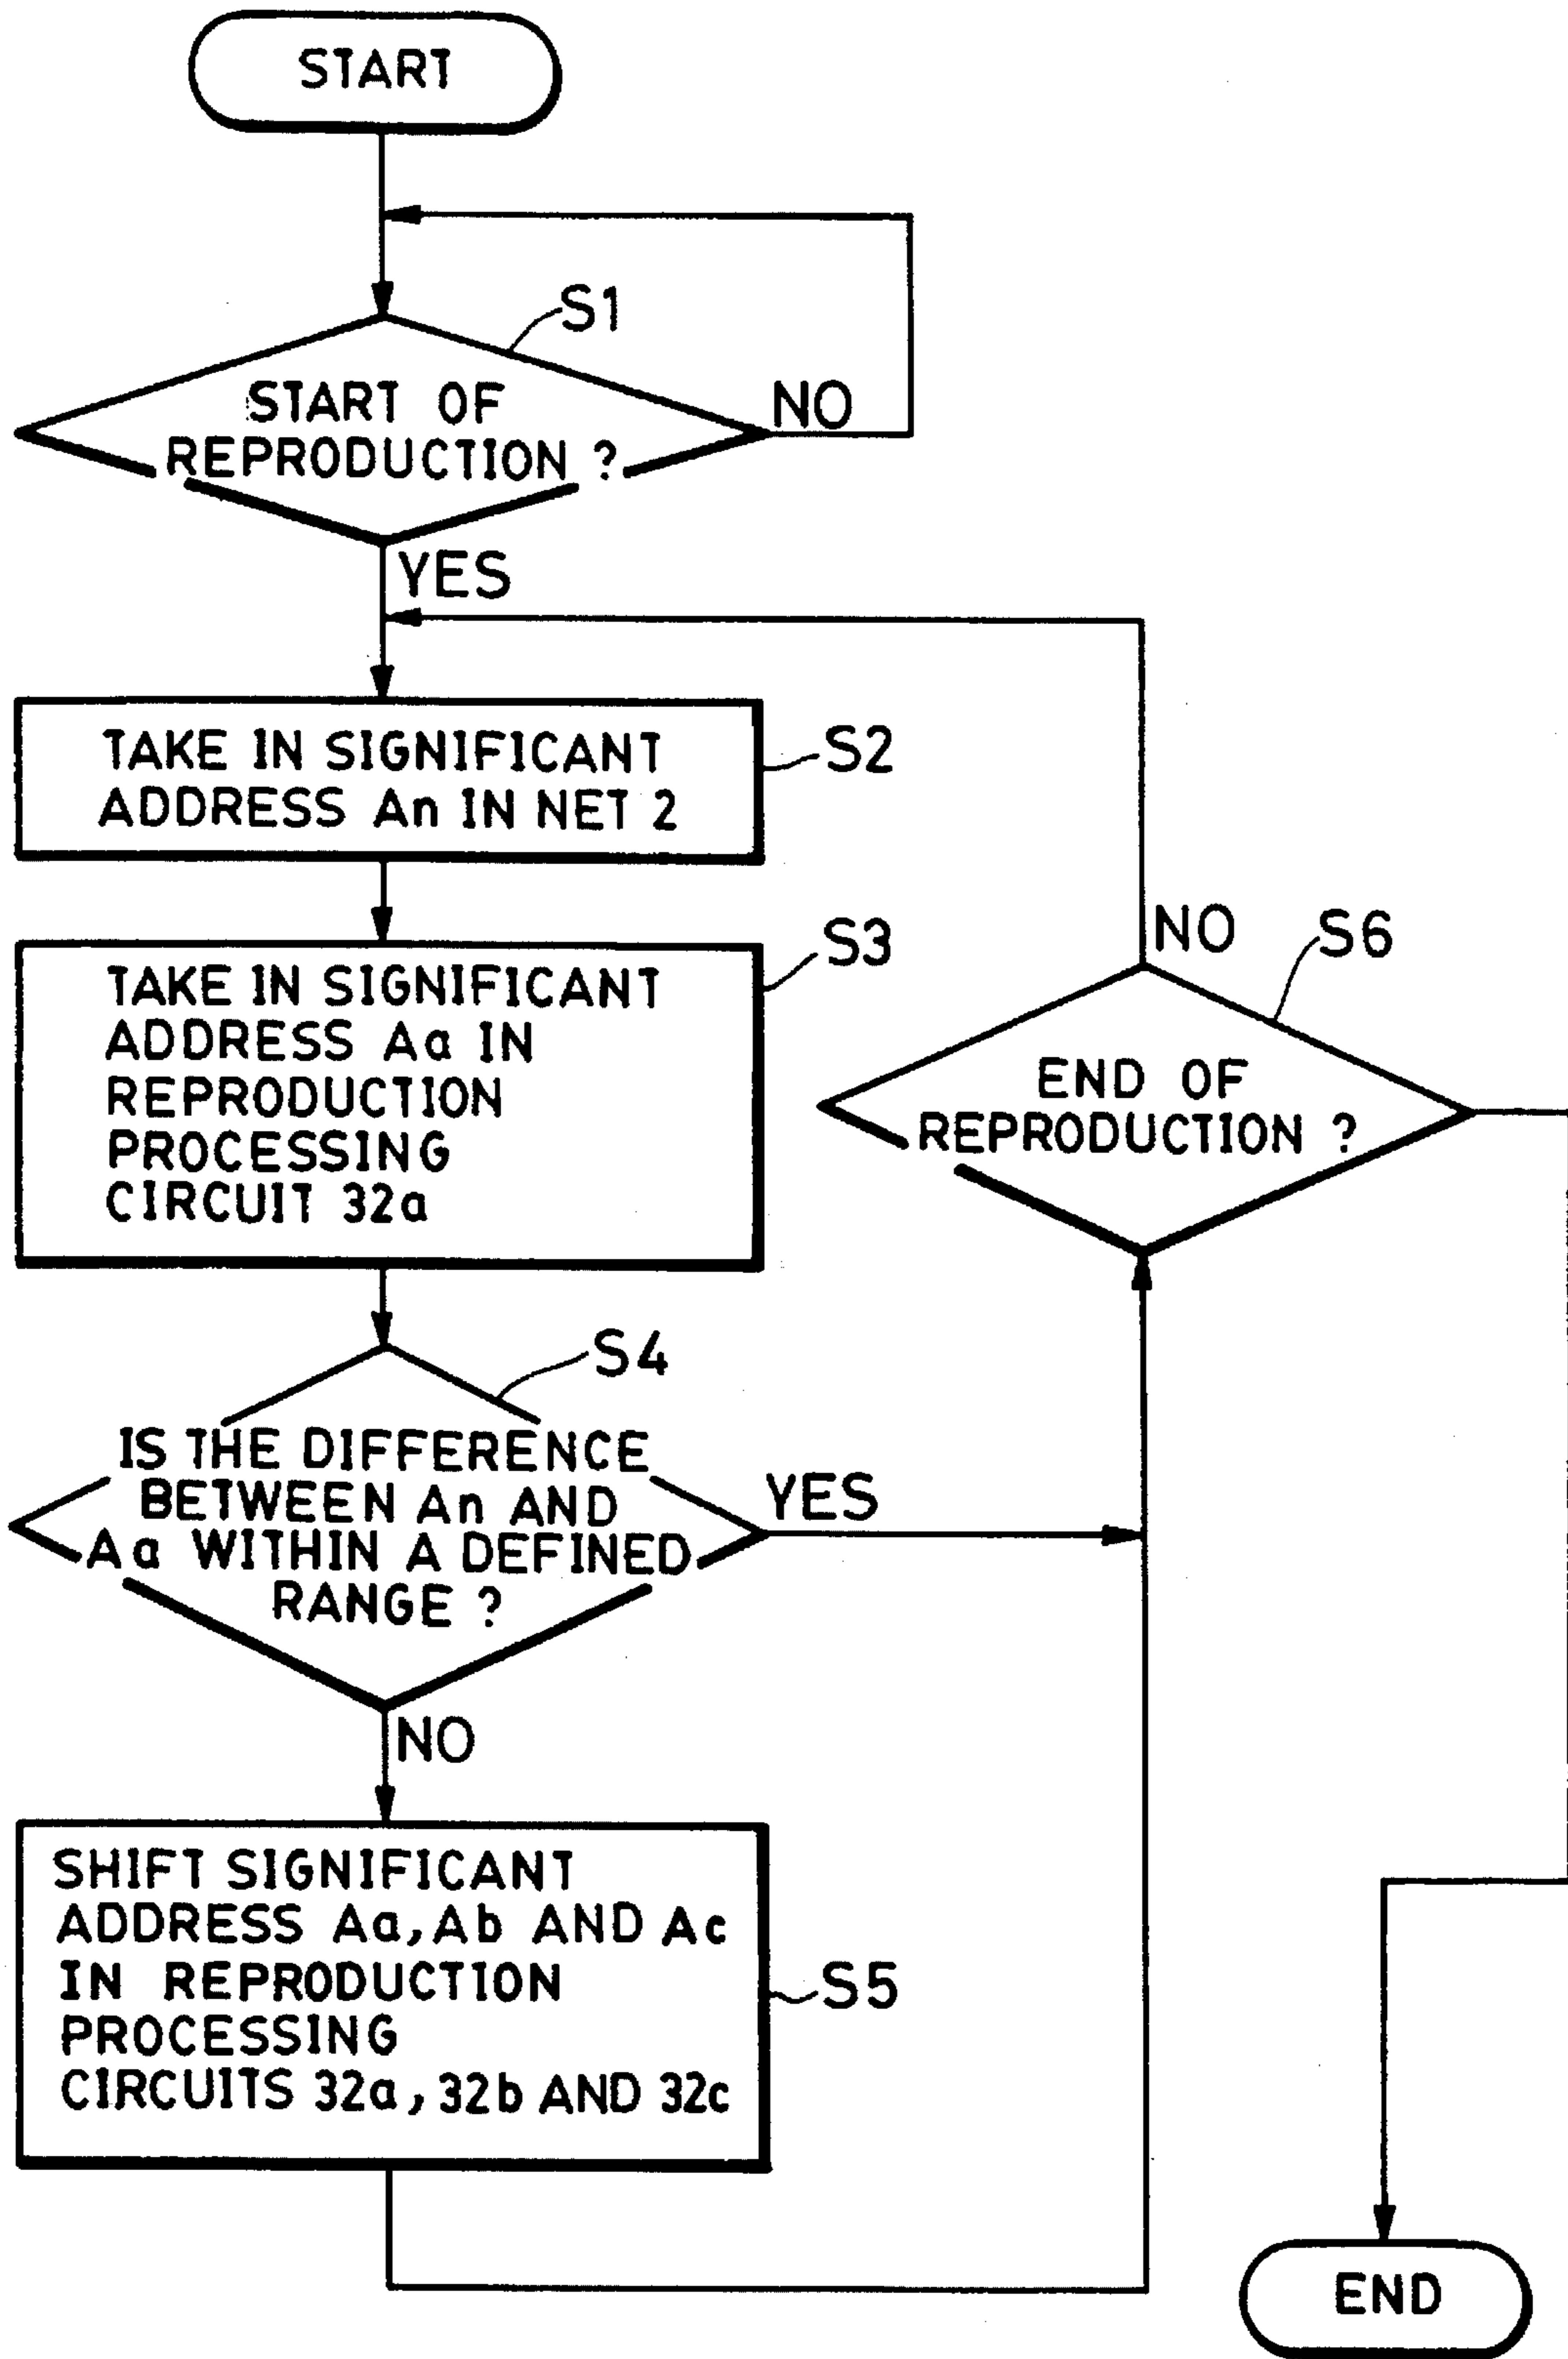 START
S1
START OF
REPRODUCTION ?
NO
YES
TAKE IN SIGNIFICANT
ADDRESS An IN NET 2
S2
TAKE IN SIGNIFICANT
ADDRESS Aa IN
REPRODUCTION
PROCESSING
CIRCUIT 32a
S3
NO
S6
END OF
REPRODUCTION ?
S4
IS THE DIFFERENCE
BETWEEN An AND
Aa WITHIN A DEFINED
RANGE ?
YES
NO
SHIFT SIGNIFICANT
ADDRESS Aa, Ab AND Ac
IN REPRODUCTION
PROCESSING
CIRCUITS 32a, 32b AND 32c
S5
END